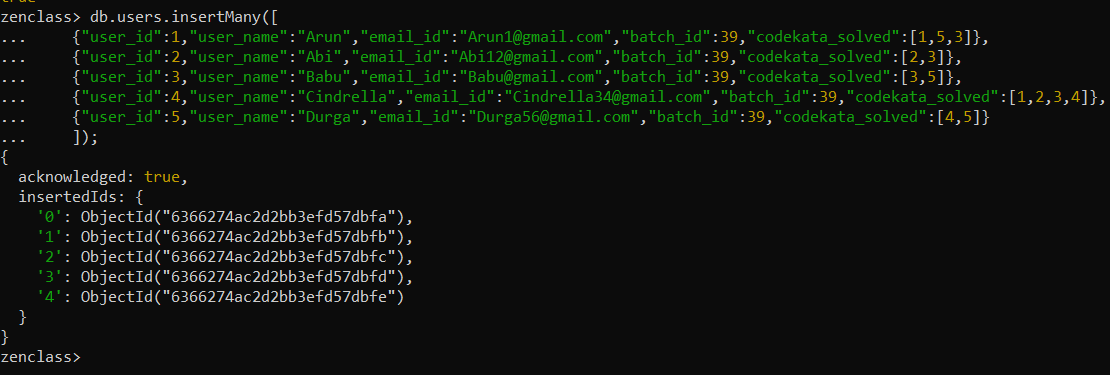 true
zenclass> db.users.insertMany([
... {"user_id":1,"user_name":"Arun","email_id":"Arun1@gmail.com","batch_id":39,"codekata_solved":[1,5,3]},
... {"user_id":2,"user_name":"Abi","email_id":"Abi12@gmail.com","batch_id":39,"codekata_solved":[2,3]},
... {"user_id":3,"user_name":"Babu","email_id":"Babu@gmail.com","batch_id":39,"codekata_solved":[3,5]},
... {"user_id":4,"user_name":"Cindrella","email_id":"Cindrella34@gmail.com","batch_id":39,"codekata_solved":[1,2,3,4]},
... {"user_id":5,"user_name":"Durga","email_id":"Durga56@gmail.com","batch_id":39,"codekata_solved":[4,5]}
... ]);
{
  acknowledged: true,
  insertedIds: {
    '0': ObjectId("6366274ac2d2bb3efd57dbfa"),
    '1': ObjectId("6366274ac2d2bb3efd57dbfb"),
    '2': ObjectId("6366274ac2d2bb3efd57dbfc"),
    '3': ObjectId("6366274ac2d2bb3efd57dbfd"),
    '4': ObjectId("6366274ac2d2bb3efd57dbfe")
  }
}
zenclass>